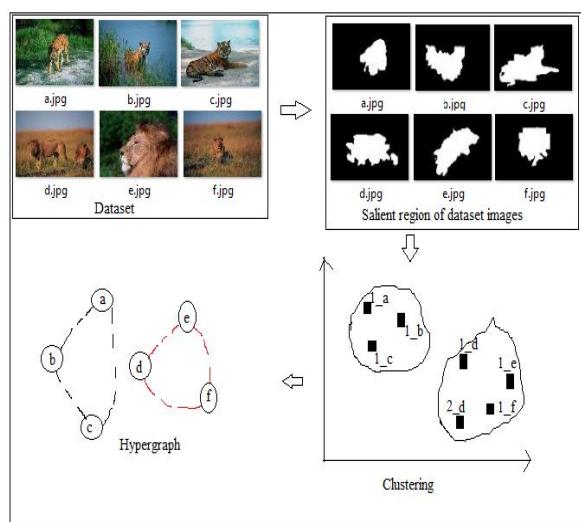 a.jpg b.jpg c.jpg
d.jpg e.jpg f.jpg
Dataset
a.jpg b.jpg c.jpg
d.jpg e.jpg f.jpg
Salient region of dataset images
1_a
1_b
1_c
1_d
1_e
2_d
1_f
Clustering
a
b
c
e
d
f
Hypergraph